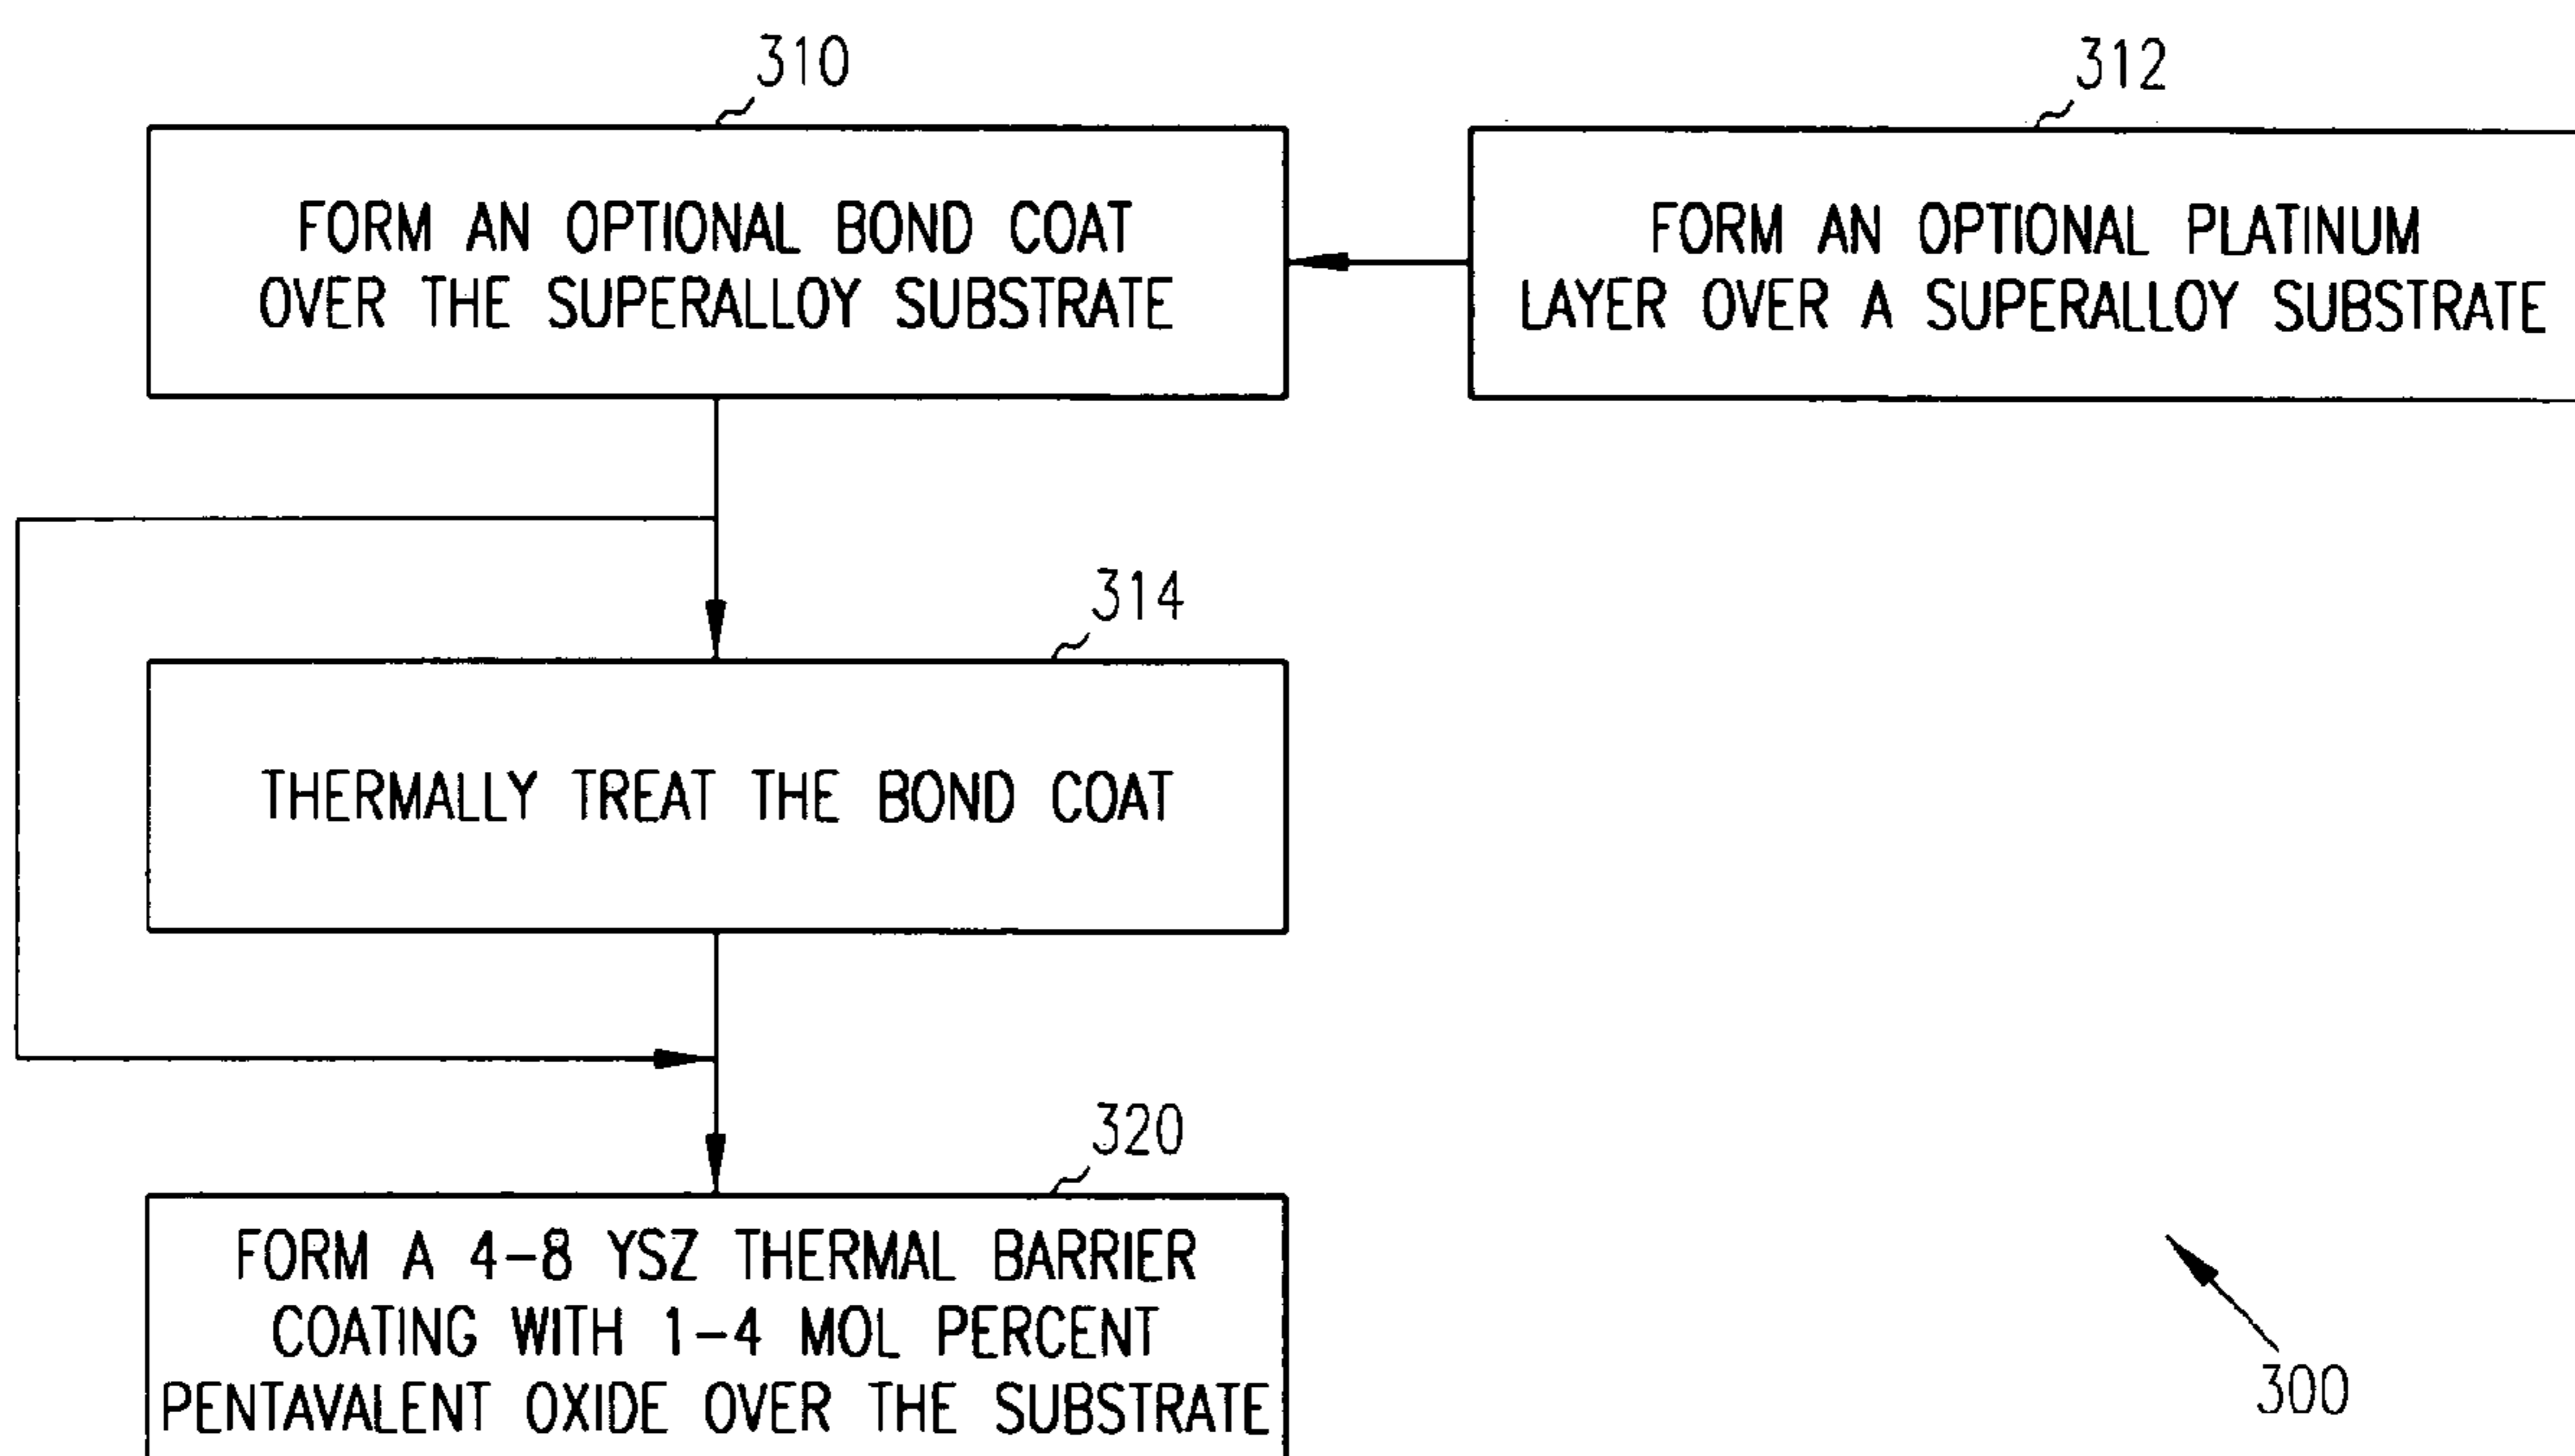 310
FORM AN OPTIONAL BOND COAT
OVER THE SUPERALLOY SUBSTRATE
312
FORM AN OPTIONAL PLATINUM
LAYER OVER A SUPERALLOY SUBSTRATE
314
THERMALLY TREAT THE BOND COAT
320
FORM A 4-8 YSZ THERMAL BARRIER
COATING WITH 1-4 MOL PERCENT
PENTAVALENT OXIDE OVER THE SUBSTRATE
300